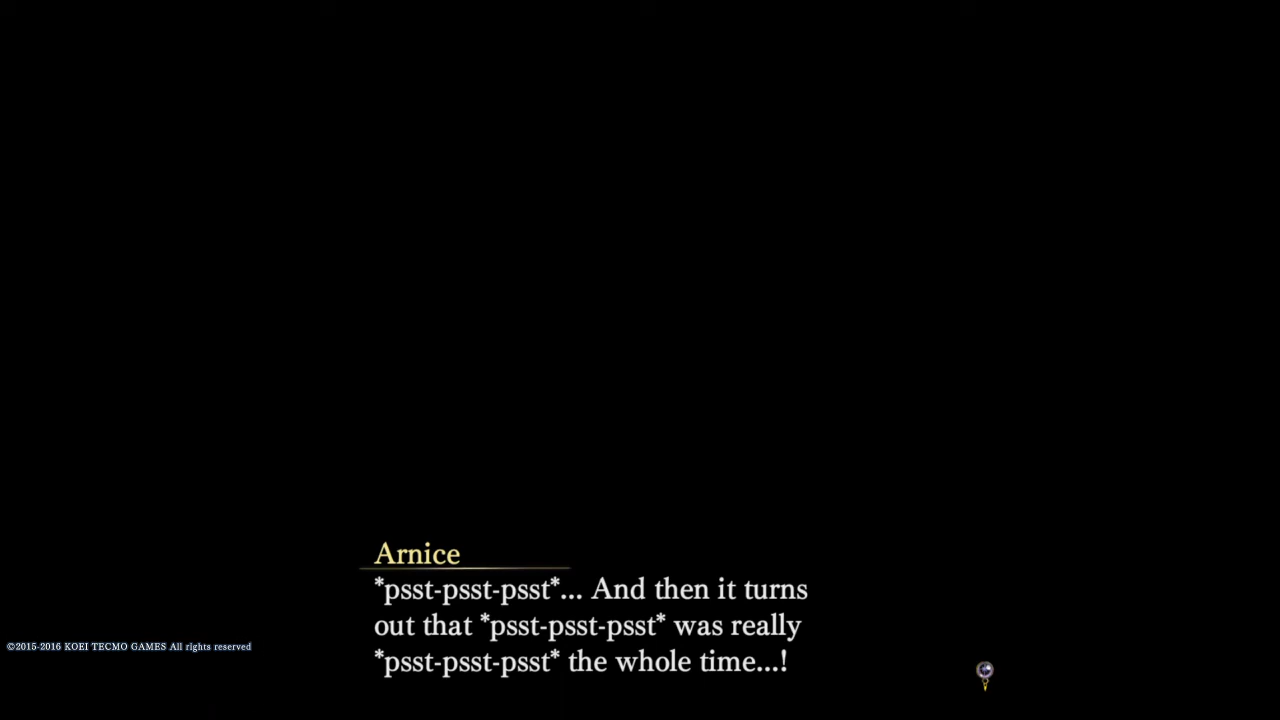 Arnice
*psst-psst-psst*... And then it turns
out that *psst-psst-psst* was really
*psst-psst-psst* the whole time...!
©2015-2016 KOEI TECMO GAMES All rights reserved